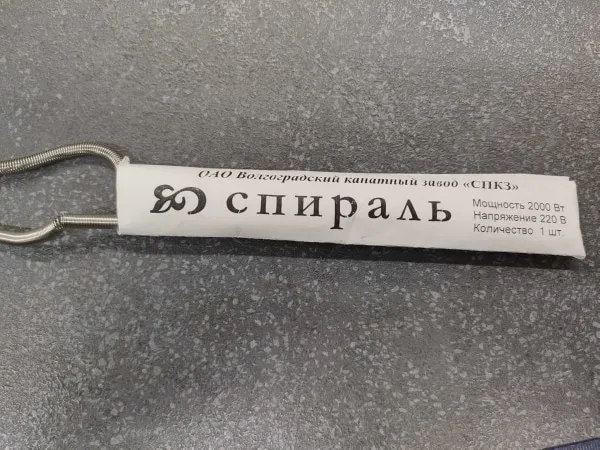 ОАО Волгоградский канатный завод «СПКЗ»
спираль
Мощность 2000 Вт
Напряжение 220 В
Количество 1 шт.